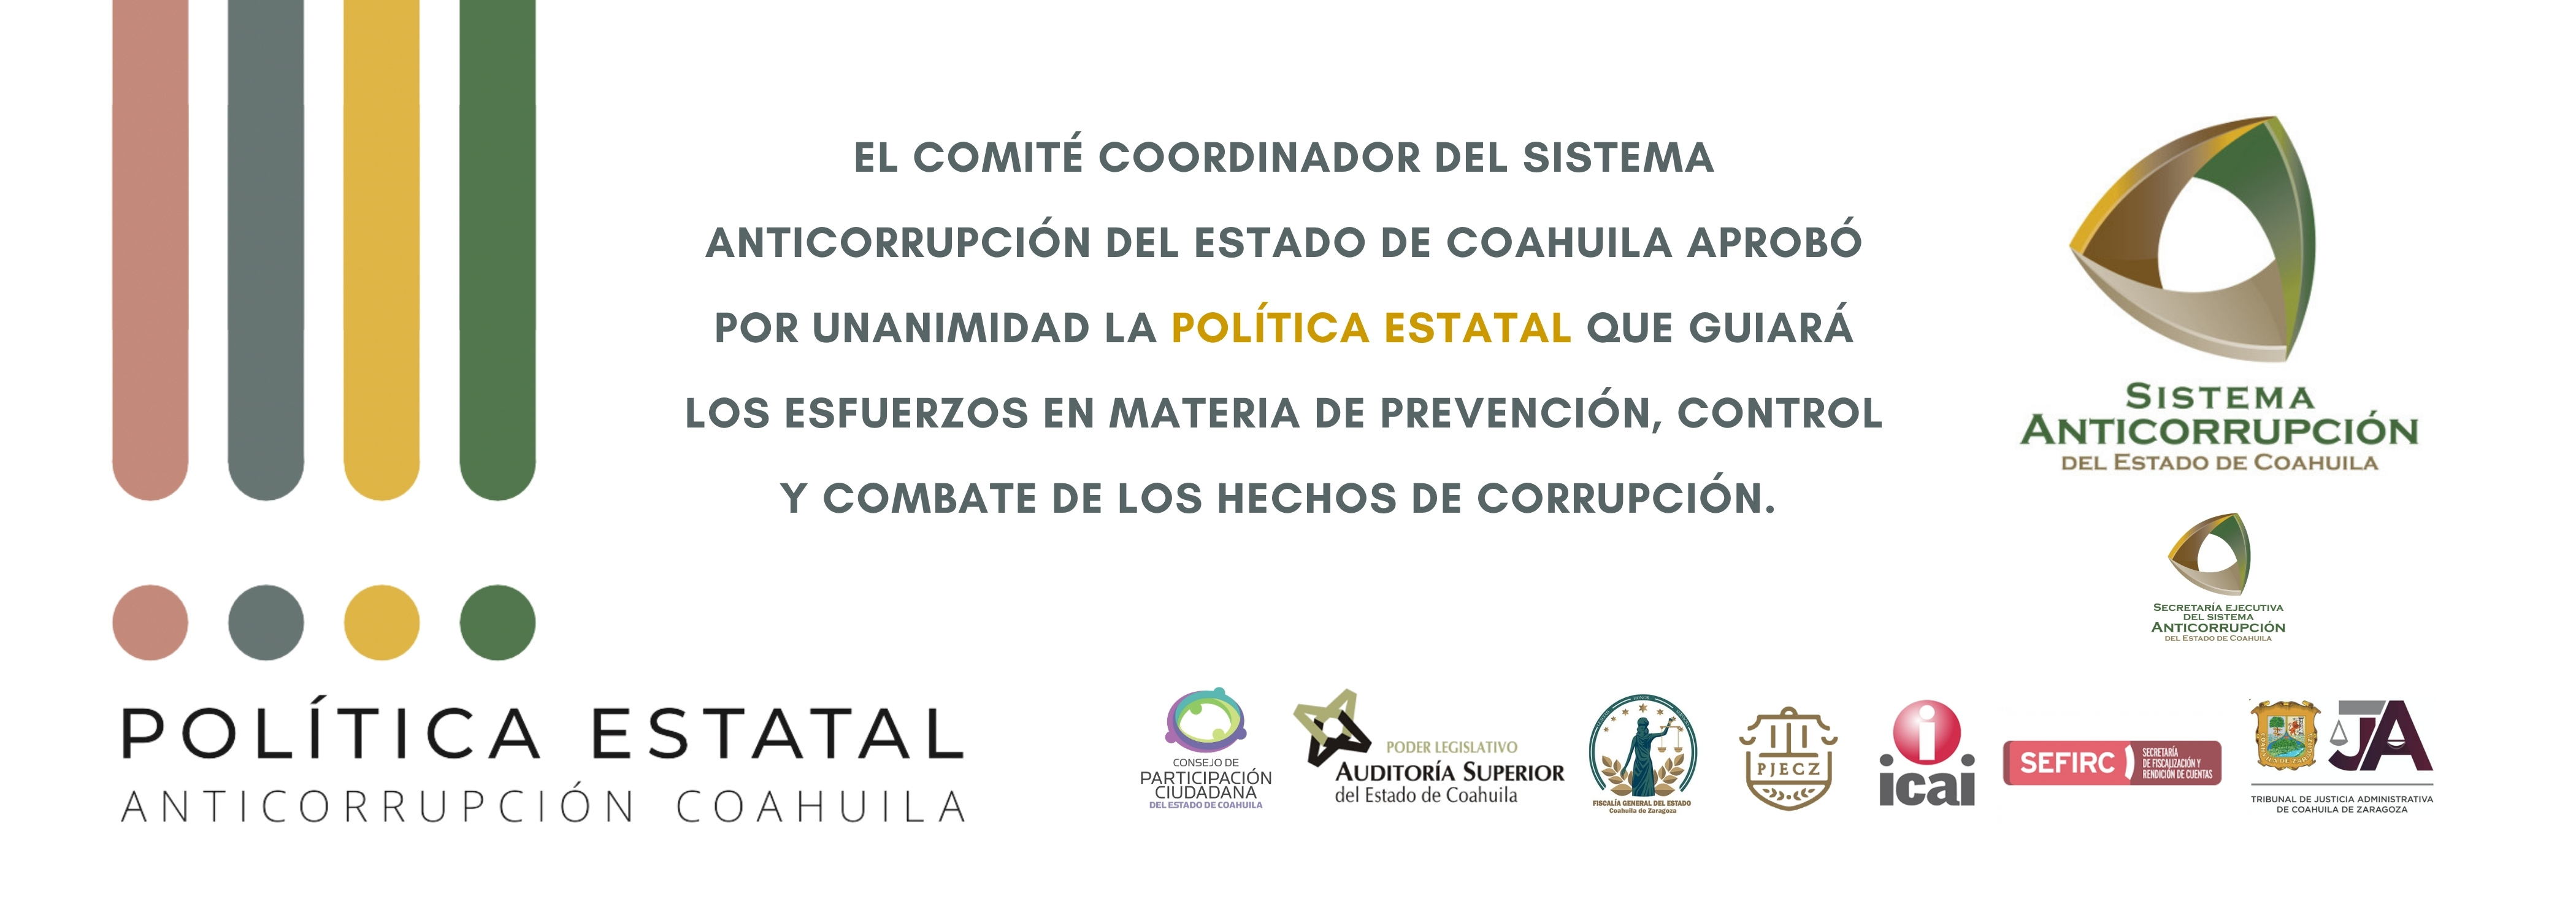 EL COMITÉ COORDINADOR DEL SISTEMA
ANTICORRUPCIÓN DEL ESTADO DE COAHUILA APROBÓ
POR UNANIMIDAD LA POLÍTICA ESTATAL QUE GUIARÁ
LOS ESFUERZOS EN MATERIA DE PREVENCIÓN, CONTROL
Y COMBATE DE LOS HECHOS DE CORRUPCIÓN.
SISTEMA
ANTICORRUPCIÓN
DEL ESTADO DE COAHUILA
SECRETARÍA EJECUTIVA
DEL SISTEMA
ANTICORRUPCIÓN
DEL ESTADO DE COAHUILA
POLÍTICA ESTATAL
ANTICORRUPCIÓN COAHUILA
CONSEJO DE
PARTICIPACIÓN
CIUDADANA
DEL ESTADO DE COAHUILA
PODER LEGISLATIVO
AUDITORÍA SUPERIOR
del Estado de Coahuila
FISCALÍA GENERAL DEL ESTADO
Coahuila de Zaragoza
PJECZ
i
icai
SEFIRC
SECRETARÍA
DE FISCALIZACIÓN Y
RENDICIÓN DE CUENTAS
TJA
TRIBUNAL DE JUSTICIA ADMINISTRATIVA
DE COAHUILA DE ZARAGOZA